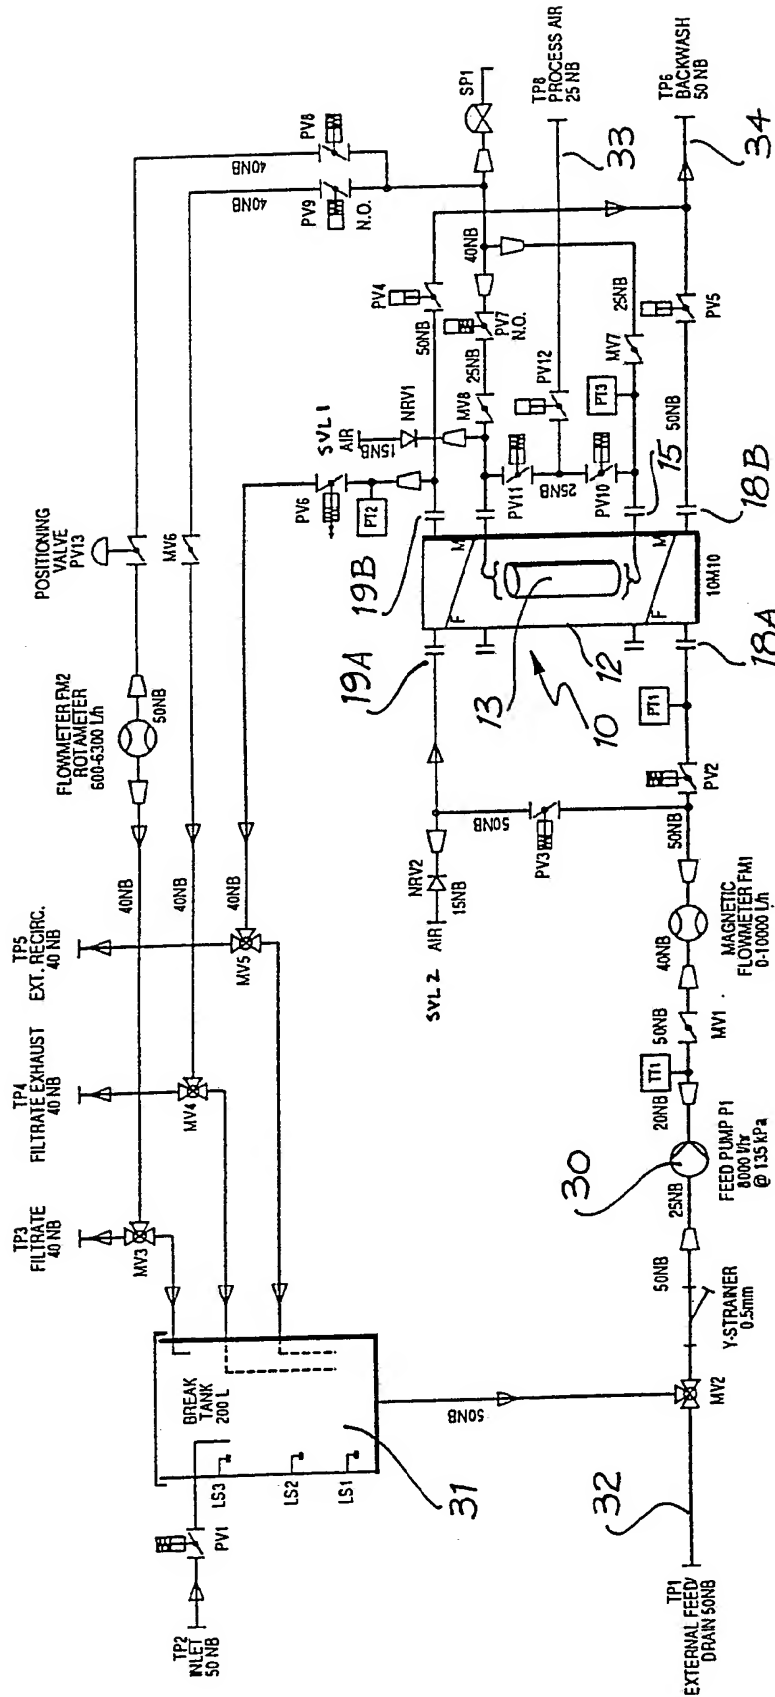 TP2
INLET
50 NB
PV1
BREAK
TANK
200 L
LS3
LS2
LS1
31
TP3
FILTRATE
40 NB
MV3
TP4
FILTRATE EXHAUST
40 NB
MV4
TP5
EXT. RECIRC.
40 NB
MV5
40NB
40NB
40NB
FLOWMETER FM2
ROTAMETER
600-6300 L/h
50NB
POSITIONING
VALVE
PV13
MV6
40NB
40NB
PV8
PV9
N.O.
SP1
TP1
EXTERNAL FEED/
DRAIN 50NB
32
MV2
50NB
Y-STRAINER
0.5mm
50NB
25NB
FEED PUMP P1
8000 l/hr
@ 135 kPa
30
20NB
TT1
50NB
MV1
40NB
MAGNETIC
FLOWMETER FM1
0-10000 L/h
50NB
PV2
PT1
SVL2
AIR
NRV2
15NB
50NB
PV3
19A
18A
10
12
13
F
M
F
M
10M10
19B
18B
15
PV6
PT2
SVL1
AIR
15NB
NRV1
MV8
25NB
PV7
N.O.
40NB
50NB
PV4
PV11
25NB
PV10
PV12
PT3
MV7
25NB
50NB
PV5
TP8
PROCESS AIR
25 NB
33
TP6
BACKWASH
50 NB
34